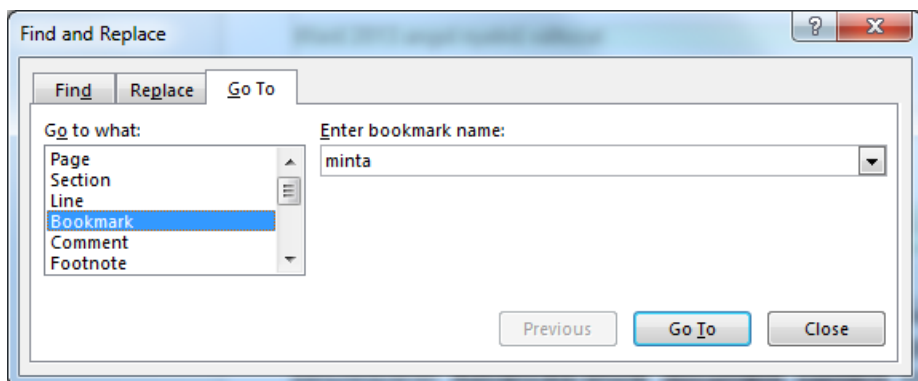 Find and Replace
Find Replace Go To
Go to what:
Page
Section
Line
Bookmark
Comment
Footnote
Enter bookmark name:
minta
Previous Go To Close